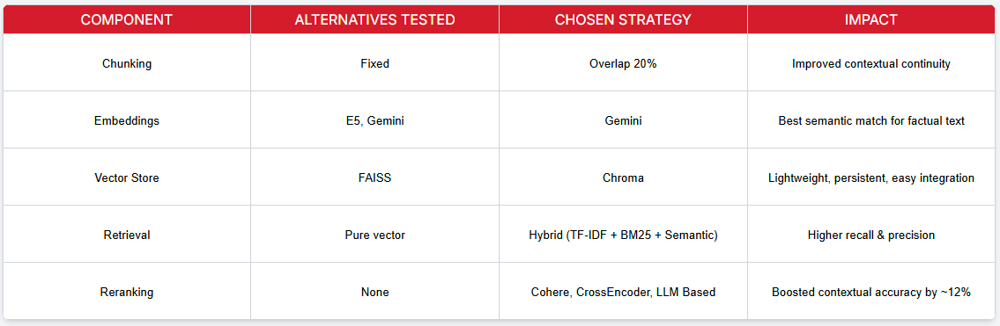 COMPONENT ALTERNATIVES TESTED CHOSEN STRATEGY IMPACT
Chunking Fixed Overlap 20% Improved contextual continuity
Embeddings E5, Gemini Gemini Best semantic match for factual text
Vector Store FAISS Chroma Lightweight, persistent, easy integration
Retrieval Pure vector Hybrid (TF-IDF + BM25 + Semantic) Higher recall & precision
Reranking None Cohere, CrossEncoder, LLM Based Boosted contextual accuracy by ~12%